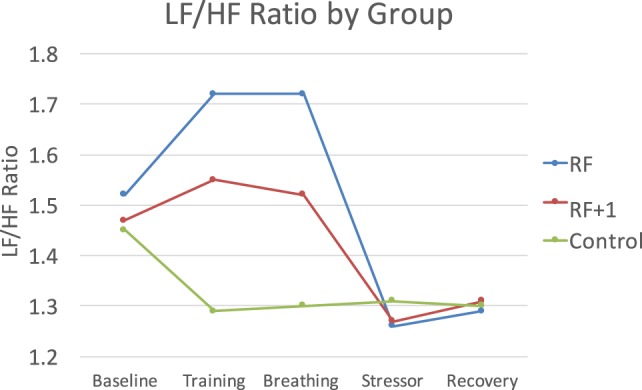 LF/HF Ratio by Group
LF/HF Ratio
1.8
1.7
1.6
1.5
1.4
1.3
1.2
Baseline Training Breathing Stressor Recovery
RF
RF+1
Control